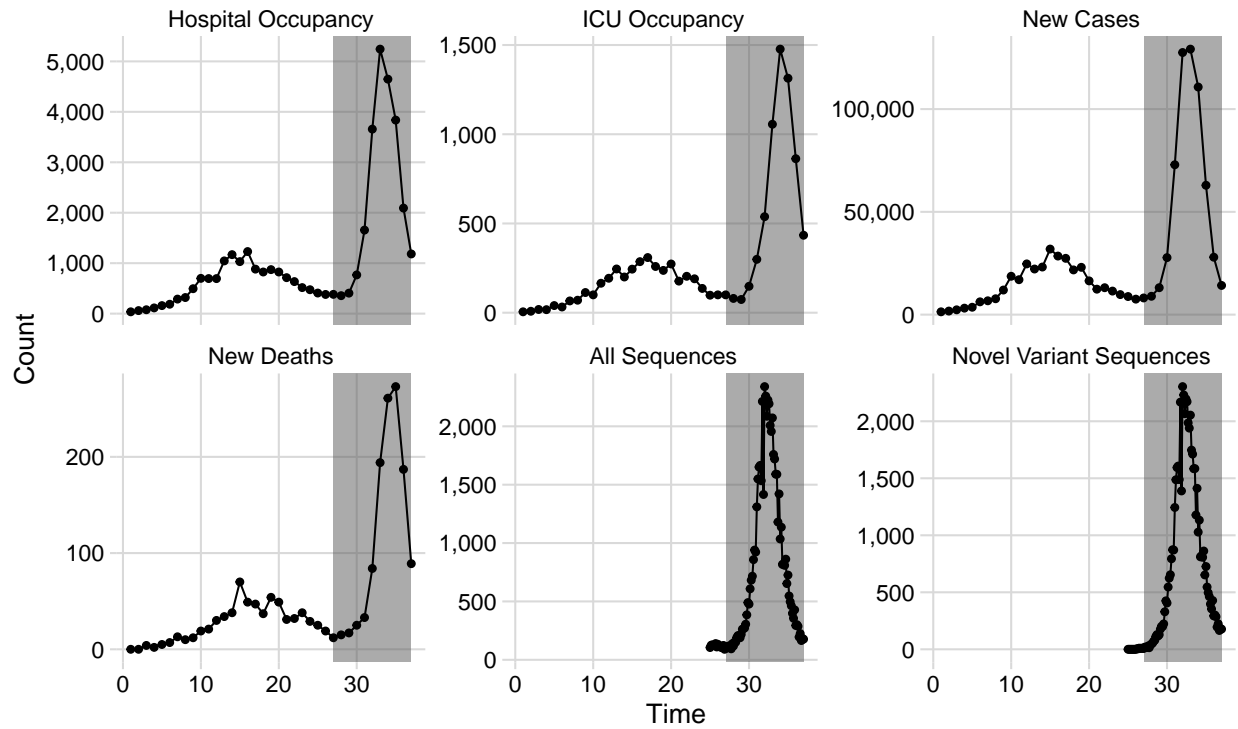 Hospital Occupancy
ICU Occupancy
New Cases
5,000
4,000
3,000
2,000
1,000
0
1,500
1,000
500
0
100,000
50,000
0
Count
New Deaths
All Sequences
Novel Variant Sequences
200
100
0
2,000
1,500
1,000
500
0
2,000
1,500
1,000
500
0
0 10 20 30
0 10 20 30
0 10 20 30
Time